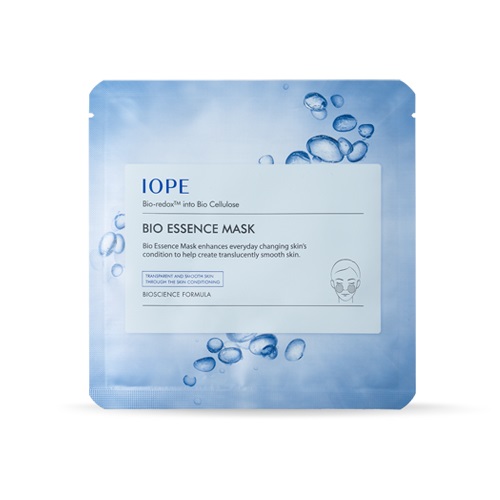 IOPE
Bio-redox™ into Bio Cellulose
BIO ESSENCE MASK
Bio Essence Mask enhances everyday changing skin's
condition to help create translucently smooth skin.
TRANSPARENT AND SMOOTH SKIN
THROUGH THE SKIN CONDITIONING
BIOSCIENCE FORMULA